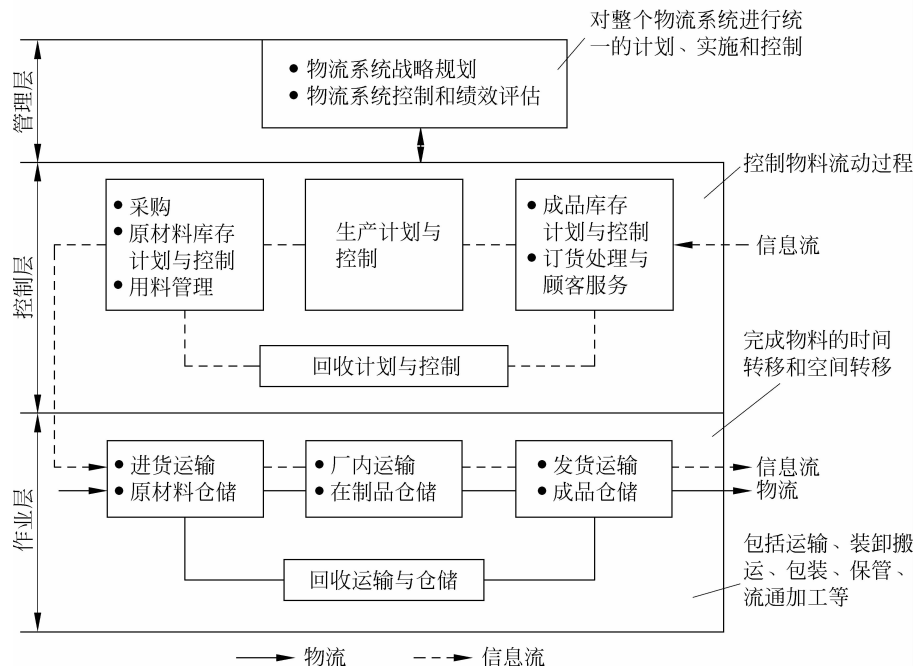 对整个物流系统进行统
一的计划、实施和控制
管理层
● 物流系统战略规划
● 物流系统控制和绩效评估
控制物料流动过程
控制层
● 采购
● 原材料库存
计划与控制
● 用料管理
生产计划与
控制
● 成品库存
计划与控制
● 订货处理与
顾客服务
信息流
回收计划与控制
完成物料的时间
转移和空间转移
作业层
● 进货运输
● 原材料仓储
● 厂内运输
● 在制品仓储
● 发货运输
● 成品仓储
信息流
物流
回收运输与仓储
包括运输、装卸搬
运、包装、保管、
流通加工等
物流
信息流